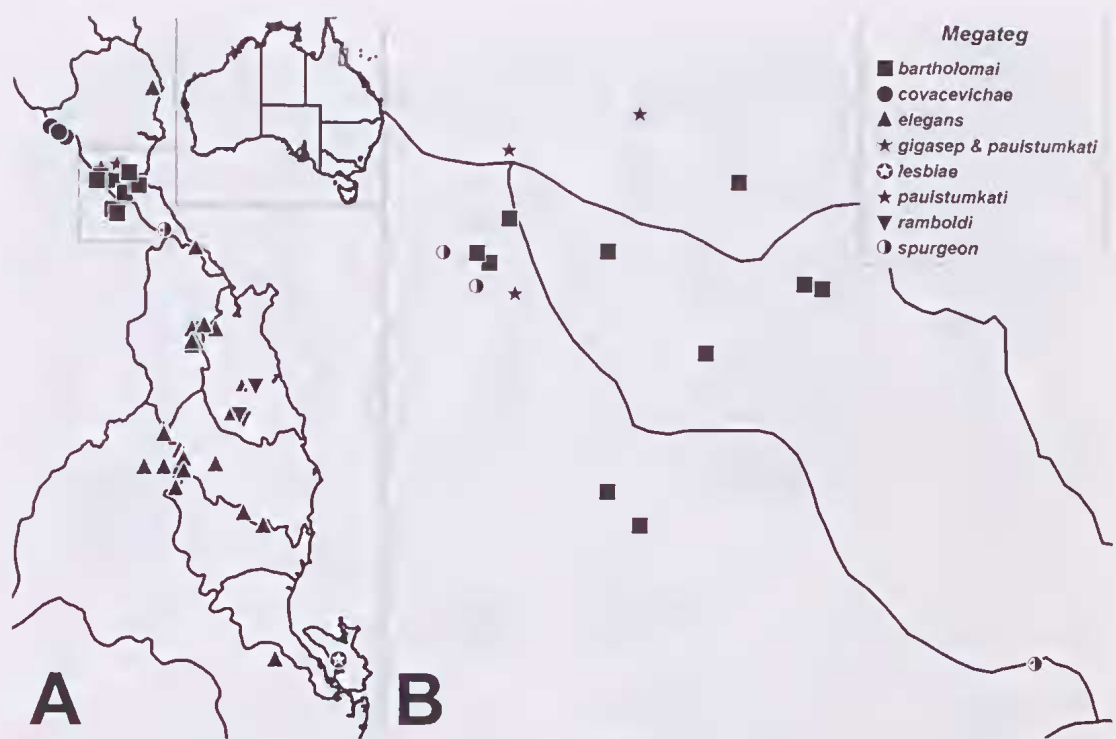 Megateg
bartholomai
covacevichae
elegans
gigasep & paulstumkati
lesbiae
paulstumkati
ramboldi
spurgeon
A
B